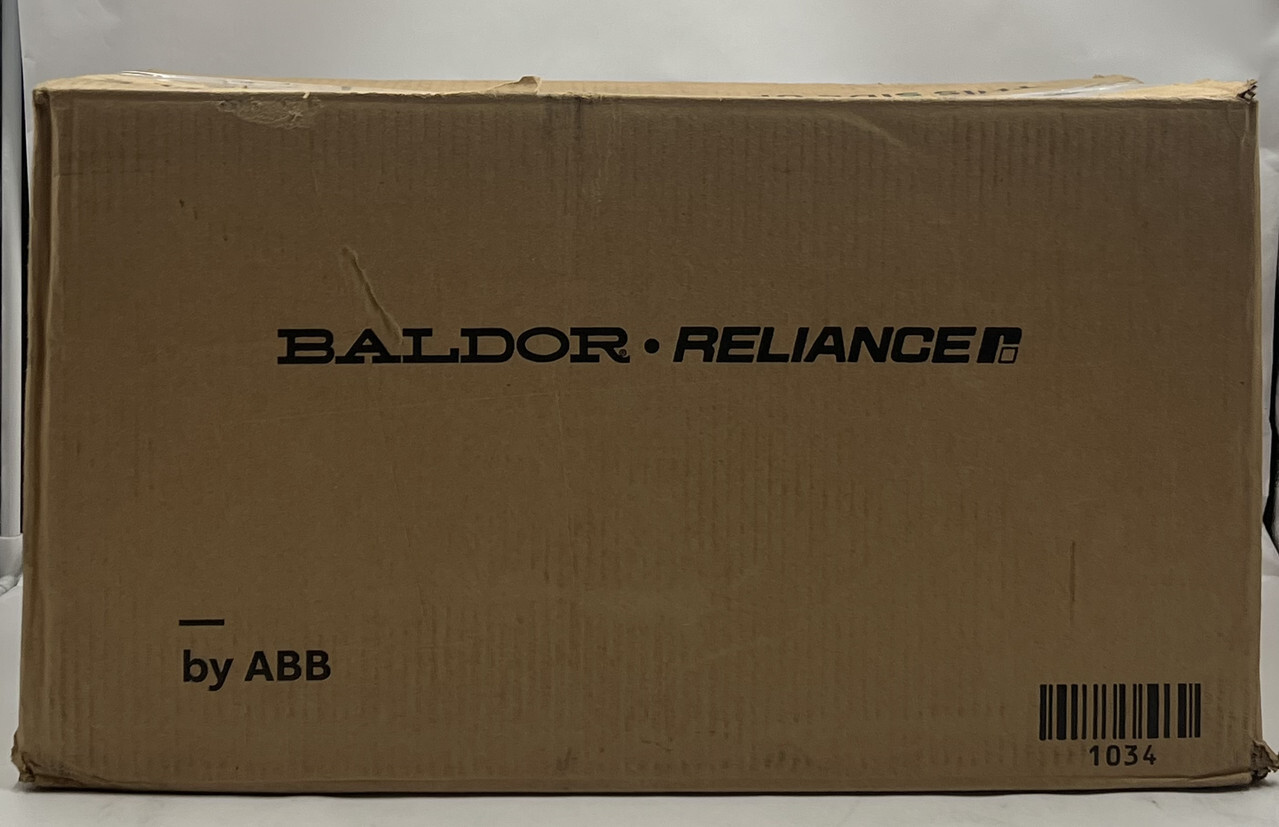 BALDOR® • RELIANCE
by ABB
1034